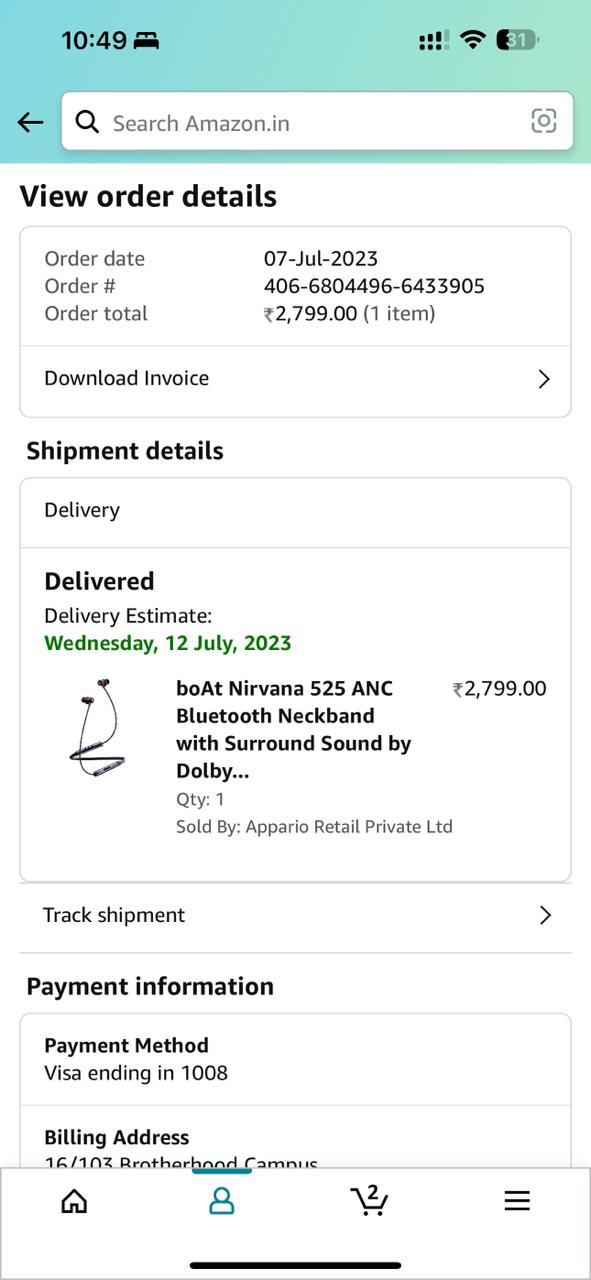 10:49
31
Search Amazon.in
View order details
Order date 07-Jul-2023
Order # 406-6804496-6433905
Order total ₹2,799.00 (1 item)
Download Invoice
Shipment details
Delivery
Delivered
Delivery Estimate:
Wednesday, 12 July, 2023
boAt Nirvana 525 ANC ₹2,799.00
Bluetooth Neckband
with Surround Sound by
Dolby...
Qty: 1
Sold By: Appario Retail Private Ltd
Track shipment
Payment information
Payment Method
Visa ending in 1008
Billing Address
16/103 Brotherhood Campus
2